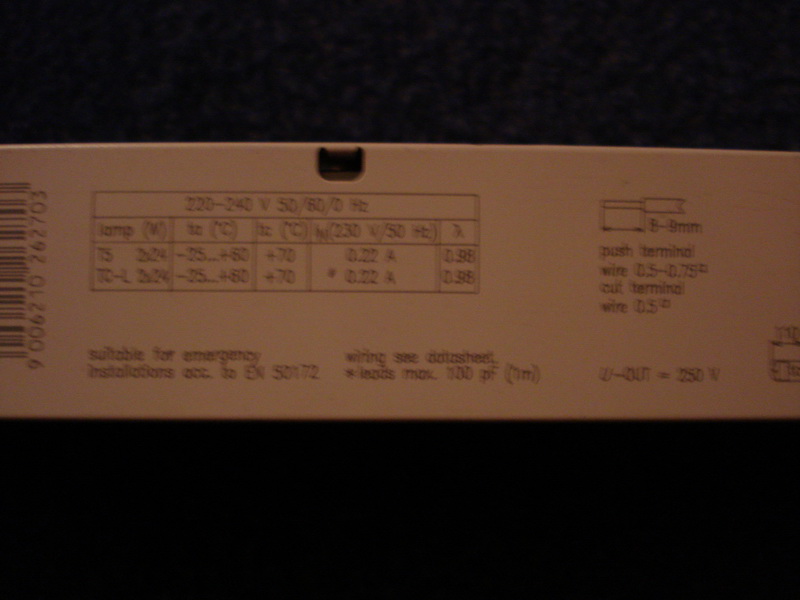 220-240 V 50/60/0 Hz
lamp (W) ta (°C) tc (°C) IN(230 V/50 Hz) λ
T5 2x24 -25...+60 +70 0.22 A 0.98
TC-L 2x24 -25...+60 +70 * 0.22 A 0.98
suitable for emergency
installations acc. to EN 50172
wiring see datasheet,
*leads max. 100 pF (1m)
8-9mm
push terminal
wire 0.5-0.75
cut terminal
wire 0.5
U-OUT = 250 V
110
9 006210 262703